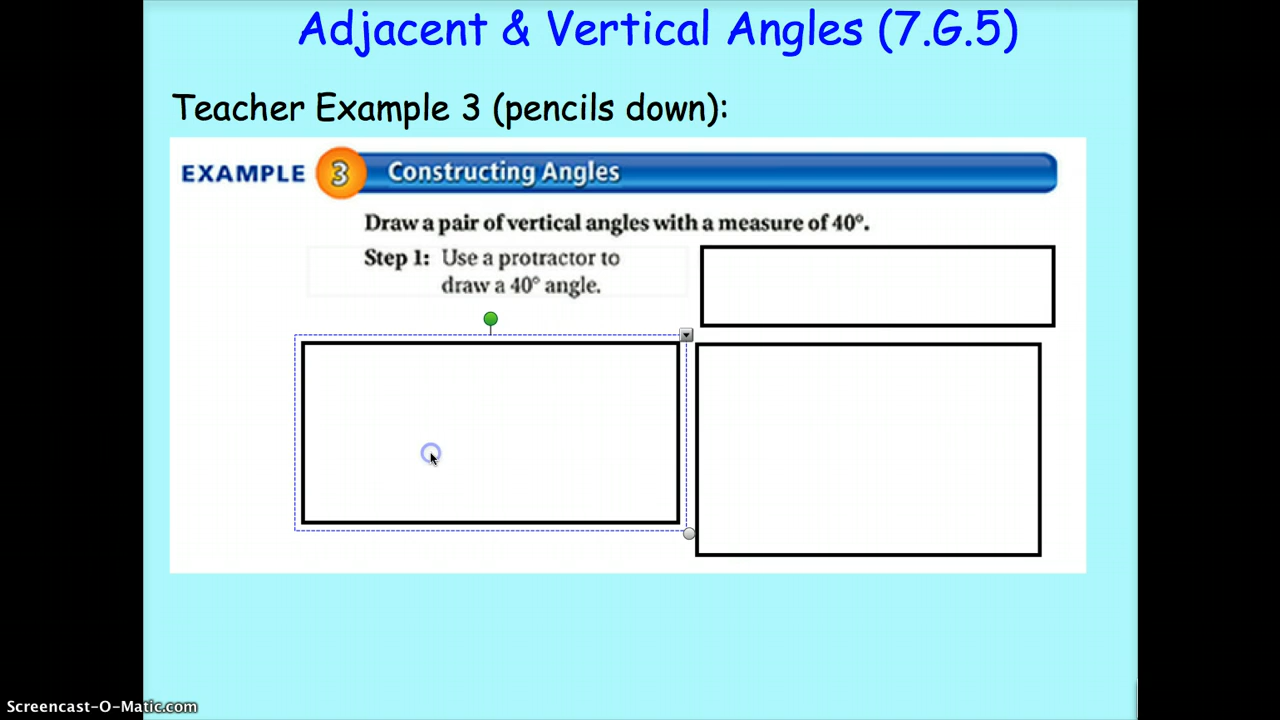 Adjacent & Vertical Angles (7.G.5)
Teacher Example 3 (pencils down):
EXAMPLE 3 Constructing Angles
Draw a pair of vertical angles with a measure of 40°.
Step 1: Use a protractor to
draw a 40° angle.
Screencast-O-Matic.com